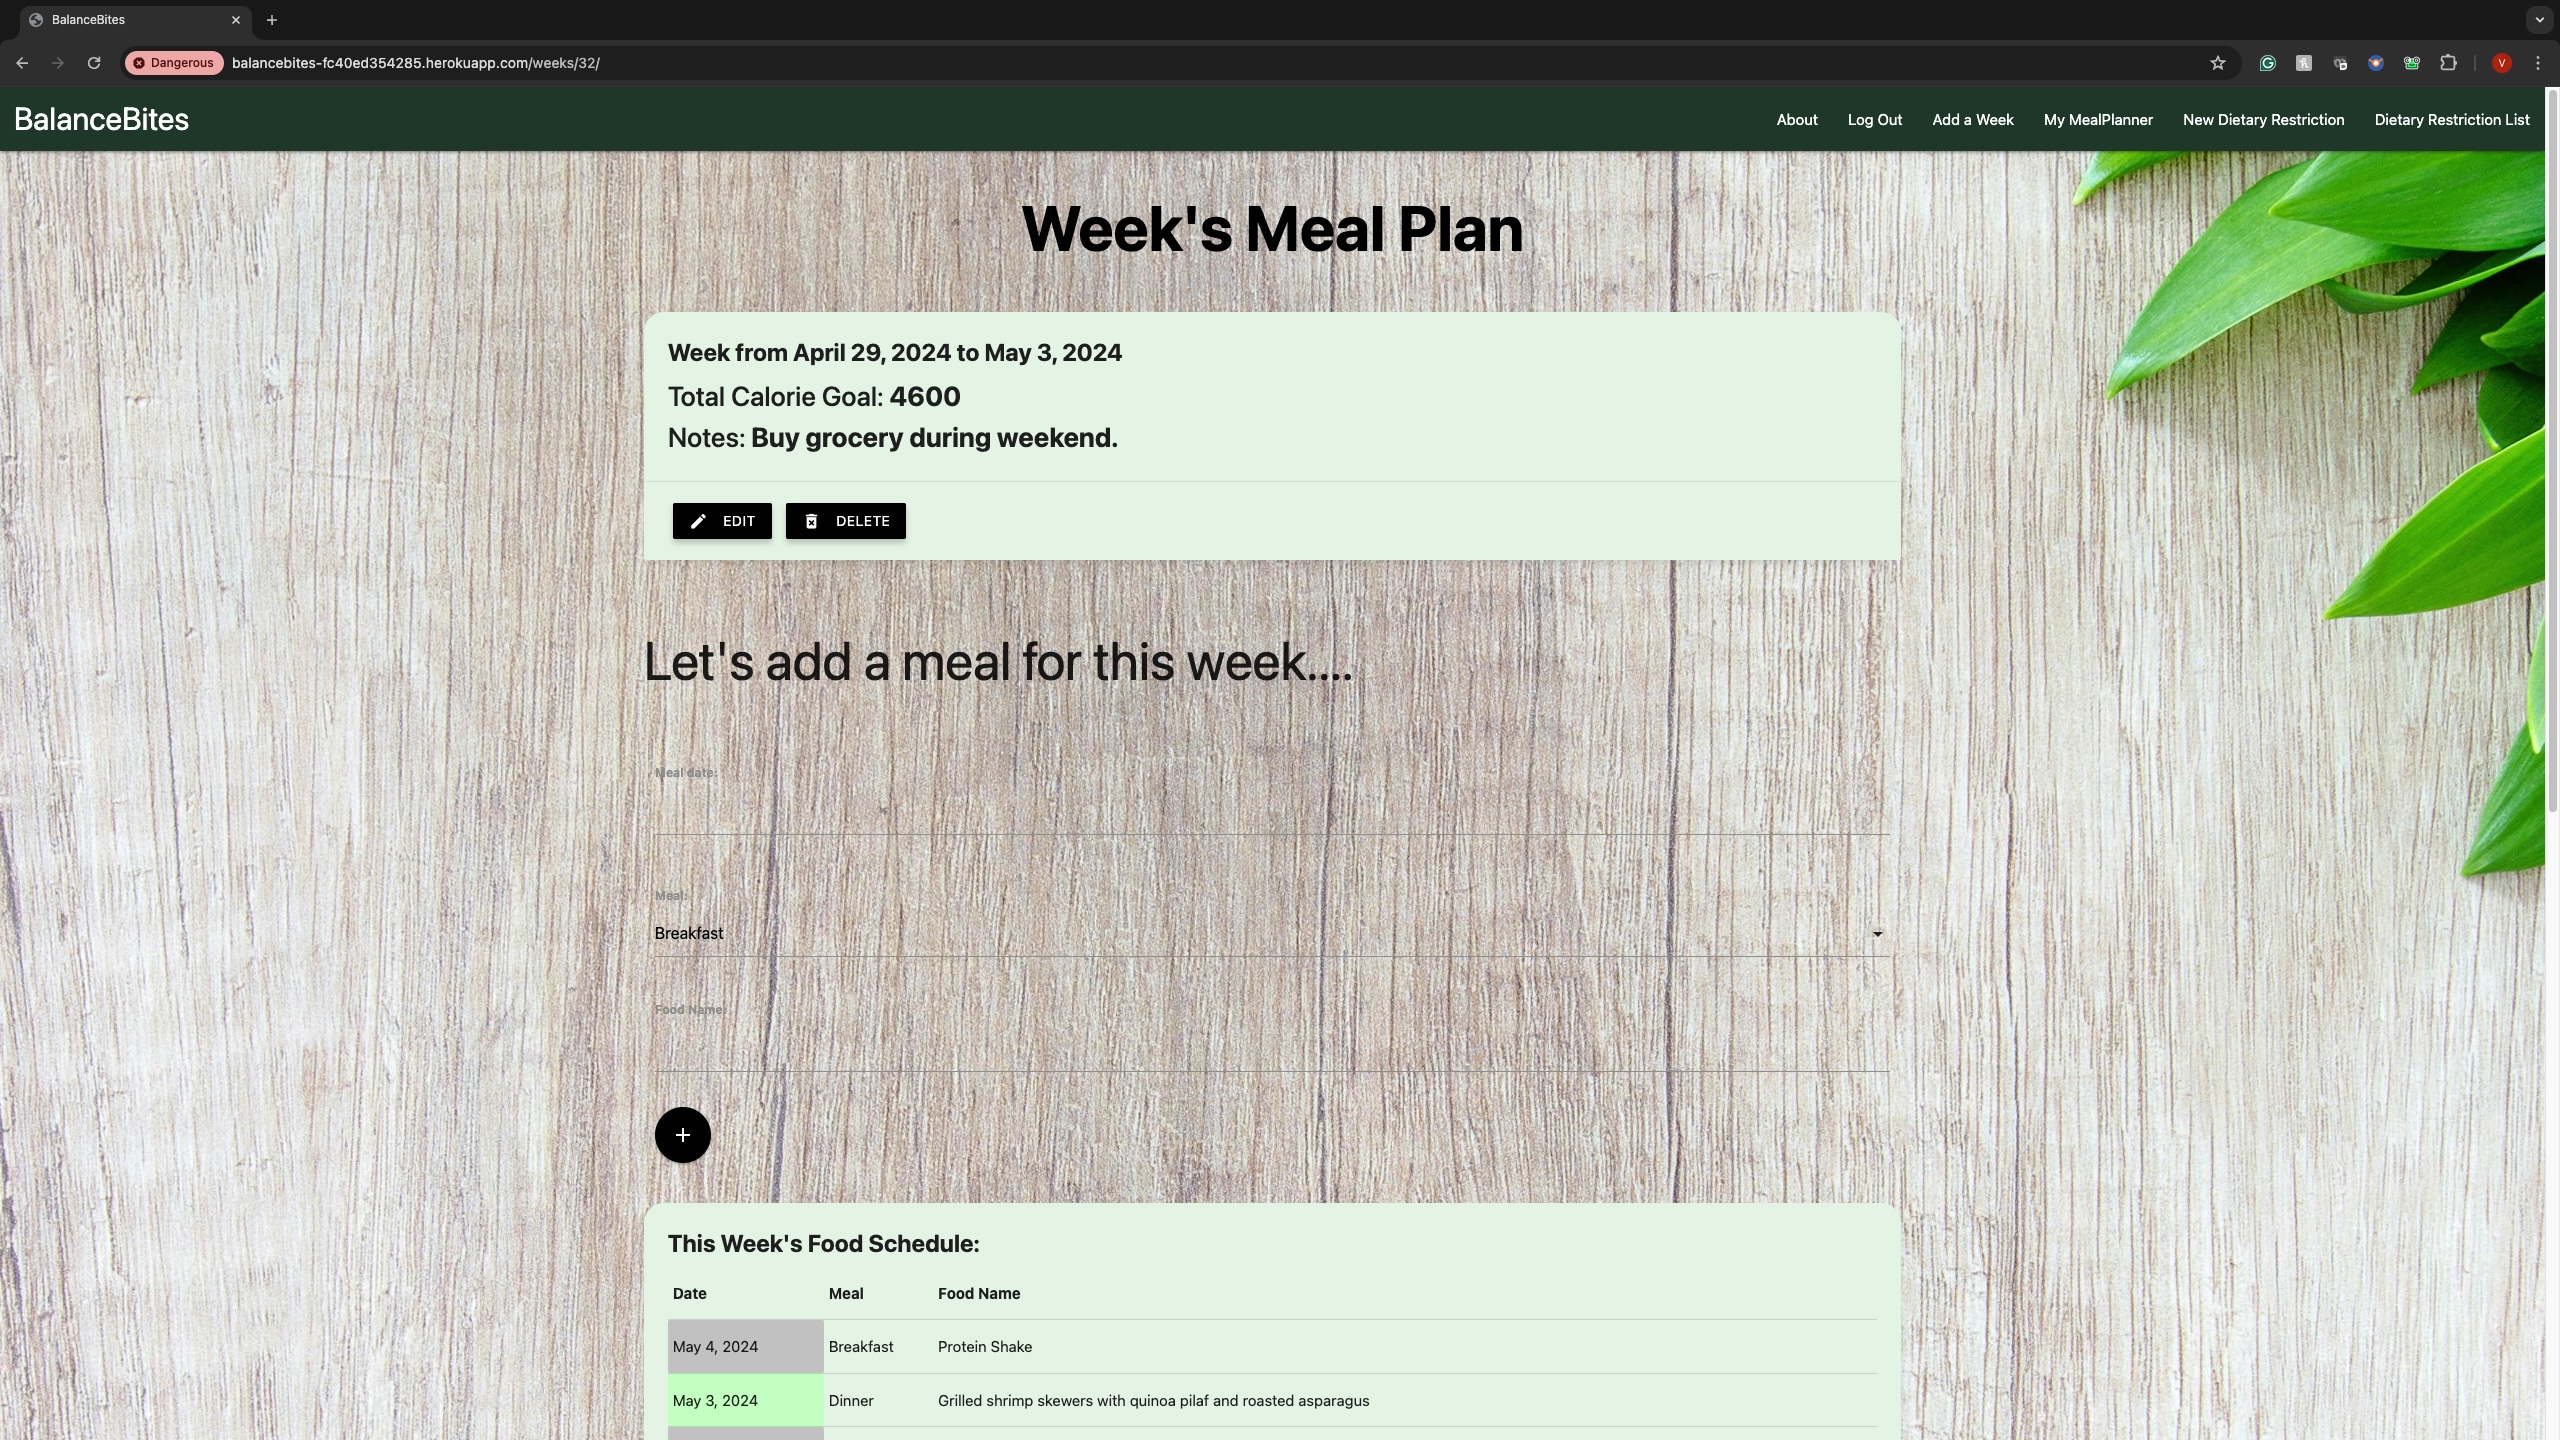 BalanceBites
Dangerous balancebites-fc40ed354285.herokuapp.com/weeks/32/
V
BalanceBites About Log Out Add a Week My MealPlanner New Dietary Restriction Dietary Restriction List
Week's Meal Plan
Week from April 29, 2024 to May 3, 2024
Total Calorie Goal: 4600
Notes: Buy grocery during weekend.
EDIT DELETE
Let's add a meal for this week....
Meal date:
Meal:
Breakfast
Food Name:
This Week's Food Schedule:
Date Meal Food Name
May 4, 2024 Breakfast Protein Shake
May 3, 2024 Dinner Grilled shrimp skewers with quinoa pilaf and roasted asparagus